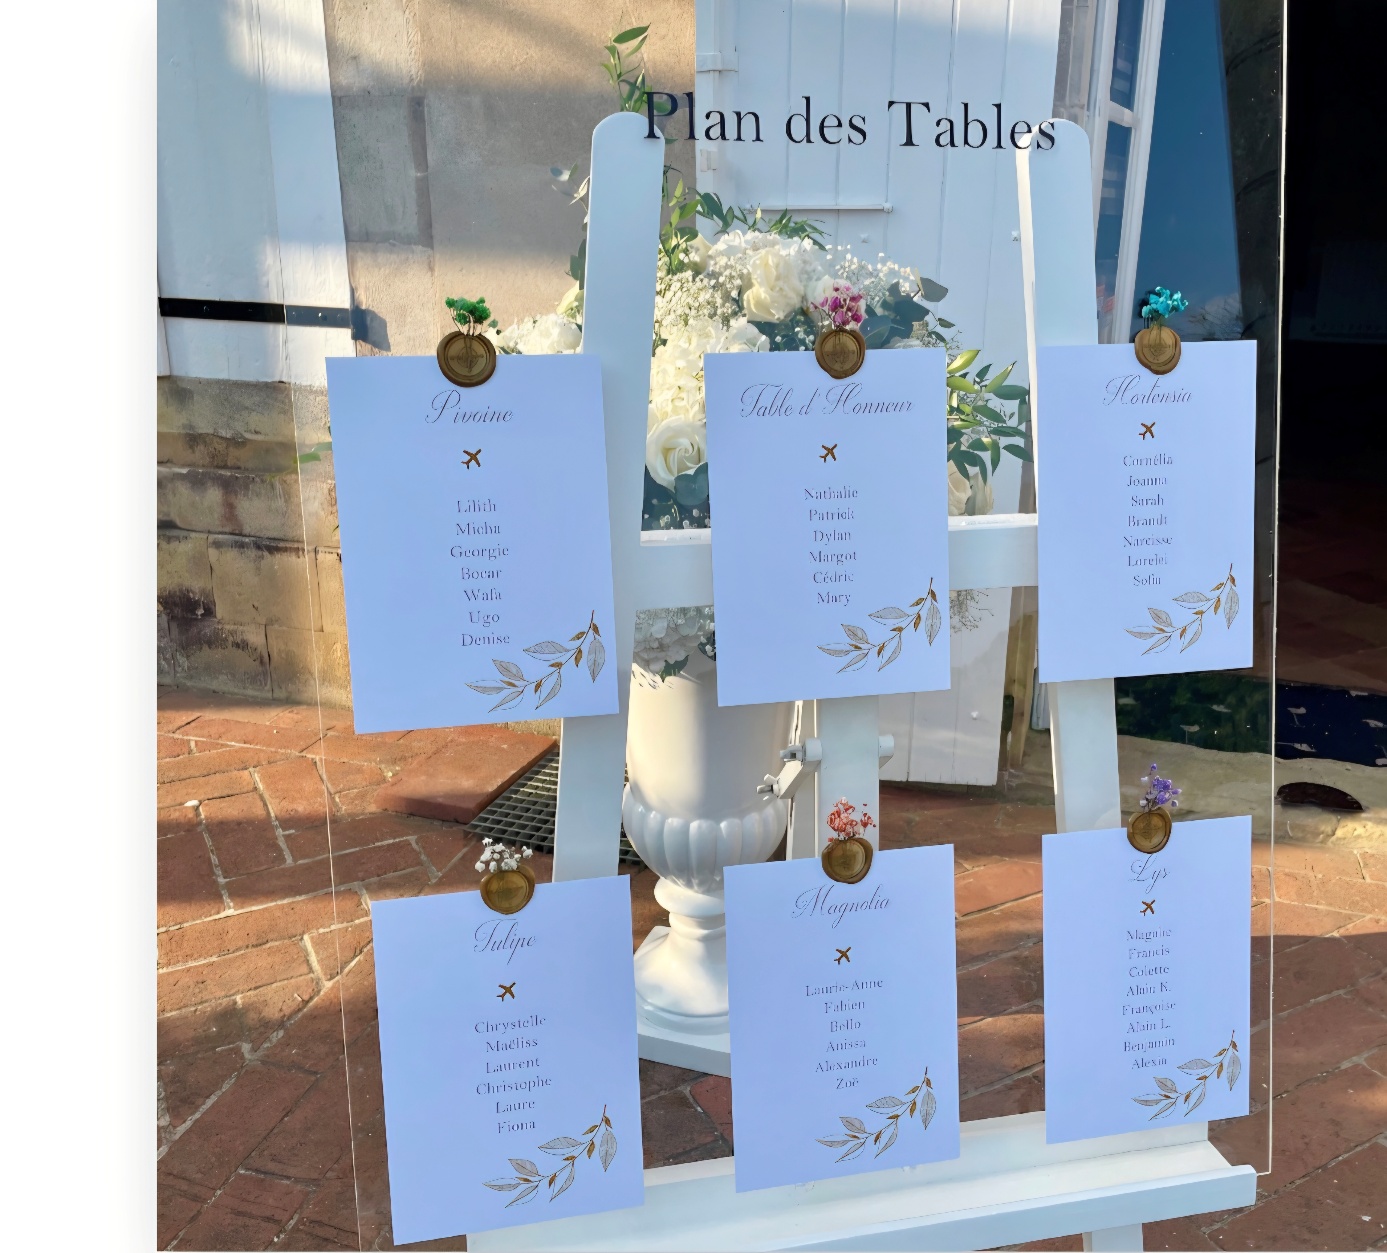 Plan des Tables
Pivoine
Lilith
Micha
Georgie
Bocar
Wafa
Ugo
Denise
Table d'Honneur
Nathalie
Patrick
Dylan
Margot
Cédric
Mary
Hortensia
Cornélia
Joanna
Sarah
Brandt
Narcisse
Lorelei
Sofia
Tulipe
Chrystelle
Maëliss
Laurent
Christophe
Laure
Fiona
Magnolia
Laurie-Anne
Fabien
Bello
Anissa
Alexandre
Zoé
Lys
Francis
Colette
Alain K.
Françoise
Alain L.
Benjamin